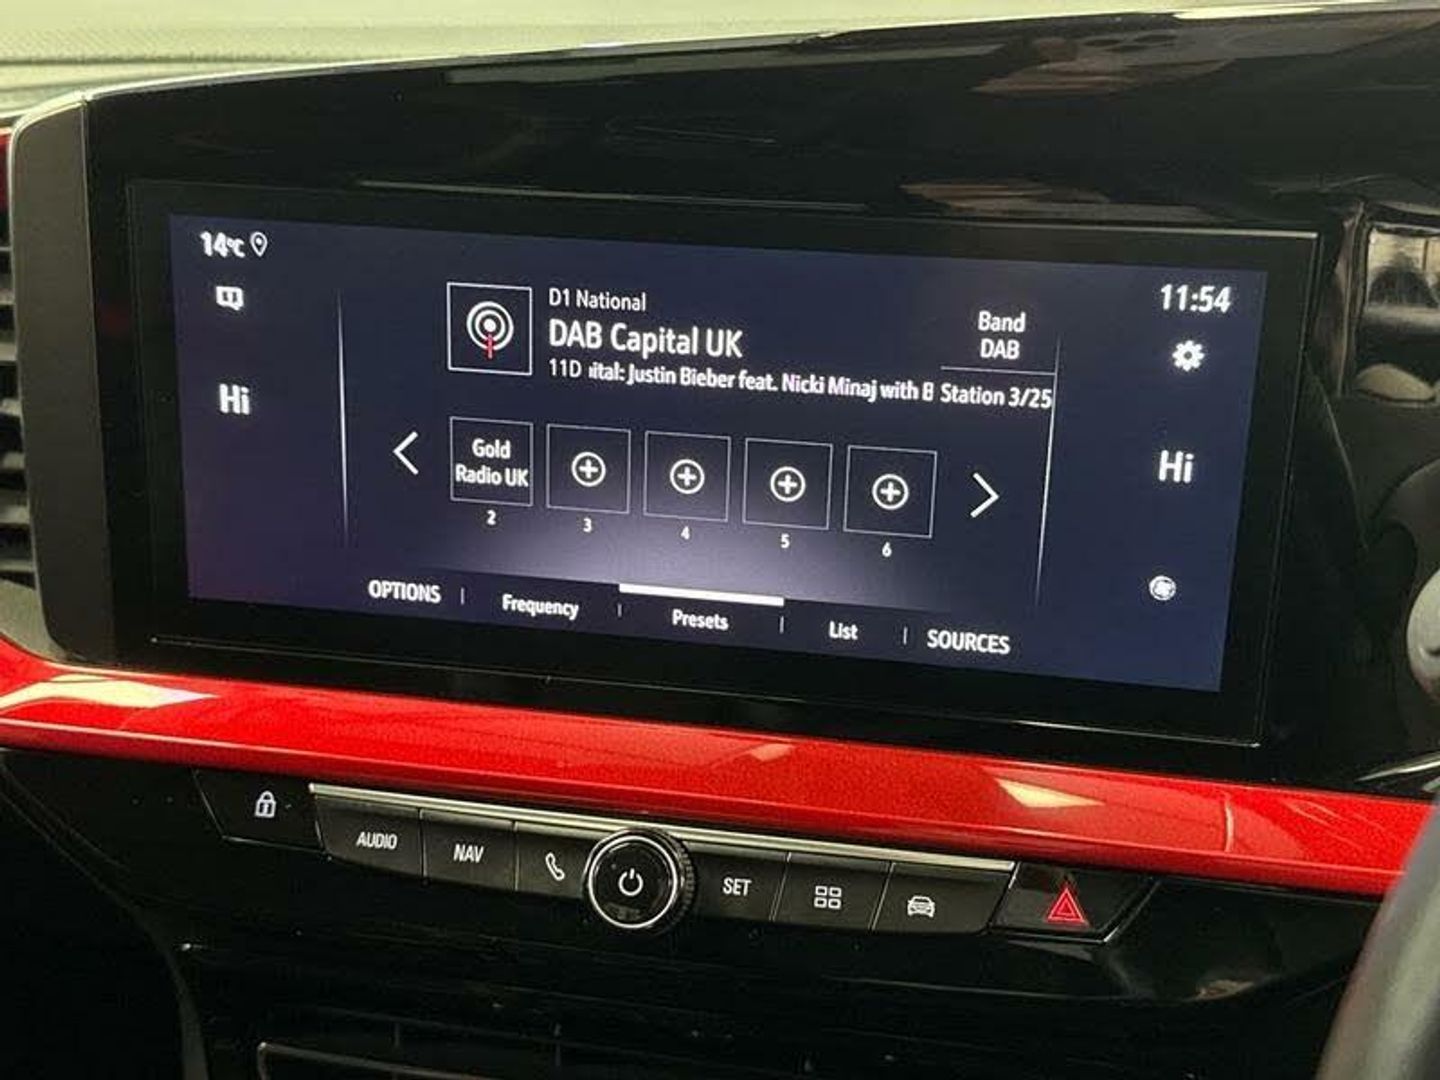 14°C
11:54
D1 National
DAB Capital UK
11D ital: Justin Bieber feat. Nicki Minaj with B
Band
DAB
Station 3/25
Hi
Hi
Gold
Radio UK
2
3
4
5
6
OPTIONS
Frequency
Presets
List
SOURCES
AUDIO
NAV
SET